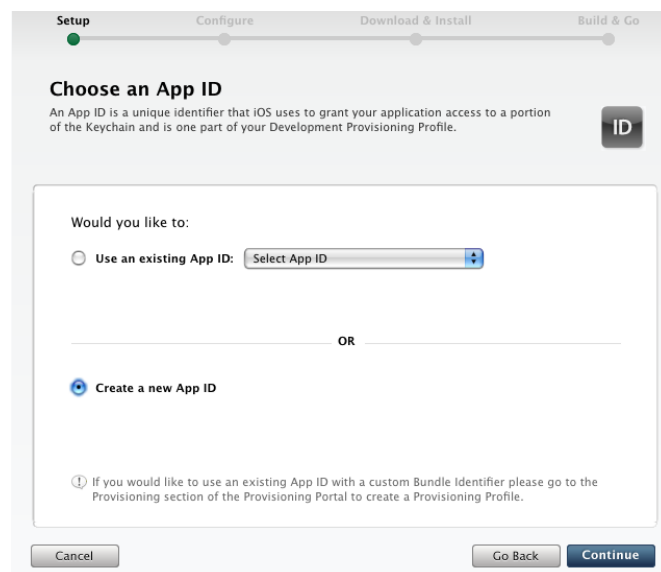 Setup Configure Download & Install Build & Go
Choose an App ID
An App ID is a unique identifier that iOS uses to grant your application access to a portion
of the Keychain and is one part of your Development Provisioning Profile.
ID
Would you like to:
Use an existing App ID: Select App ID
OR
Create a new App ID
If you would like to use an existing App ID with a custom Bundle Identifier please go to the
Provisioning section of the Provisioning Portal to create a Provisioning Profile.
Cancel Go Back Continue